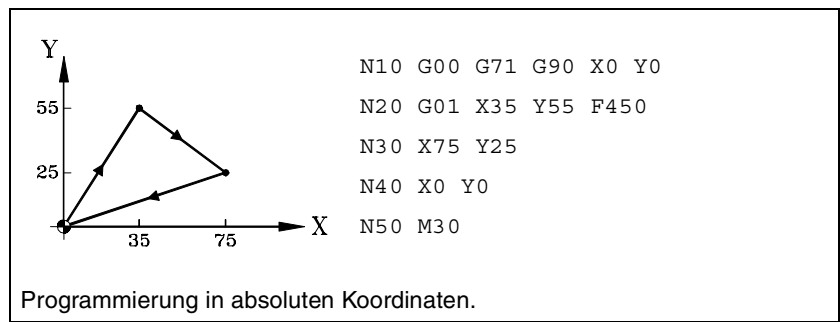 Y
55
25
35
75
X
N10 G00 G71 G90 X0 Y0
N20 G01 X35 Y55 F450
N30 X75 Y25
N40 X0 Y0
N50 M30
Programmierung in absoluten Koordinaten.